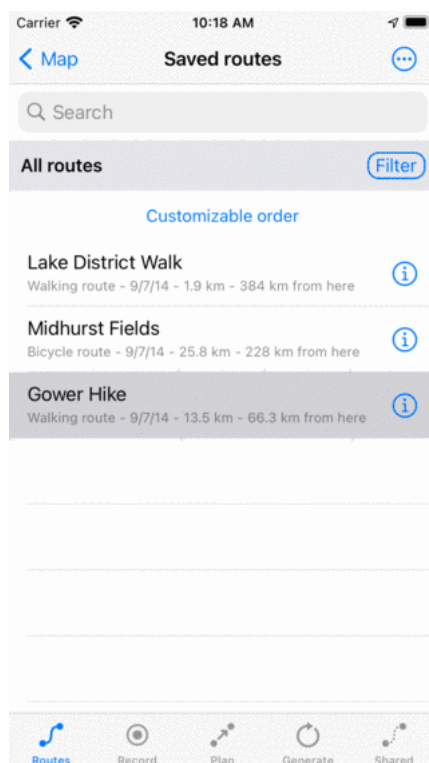 Carrier 10:18 AM
Map Saved routes
Search
All routes Filter
Customizable order
Lake District Walk
Walking route - 9/7/14 - 1.9 km - 384 km from here
Midhurst Fields
Bicycle route - 9/7/14 - 25.8 km - 228 km from here
Gower Hike
Walking route - 9/7/14 - 13.5 km - 66.3 km from here
Routes Record Plan Generate Shared